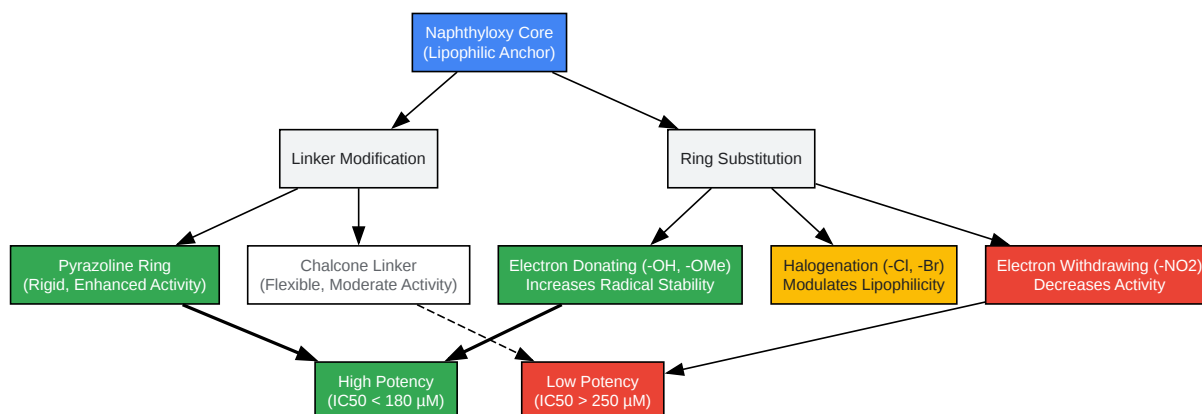 Naphthyloxy Core
(Lipophilic Anchor)
Linker Modification
Ring Substitution
Pyrazoline Ring
(Rigid, Enhanced Activity)
Chalcone Linker
(Flexible, Moderate Activity)
Electron Donating (-OH, -OMe)
Increases Radical Stability
Halogenation (-Cl, -Br)
Modulates Lipophilicity
Electron Withdrawing (-NO2)
Decreases Activity
High Potency
(IC50 < 180 µM)
Low Potency
(IC50 > 250 µM)